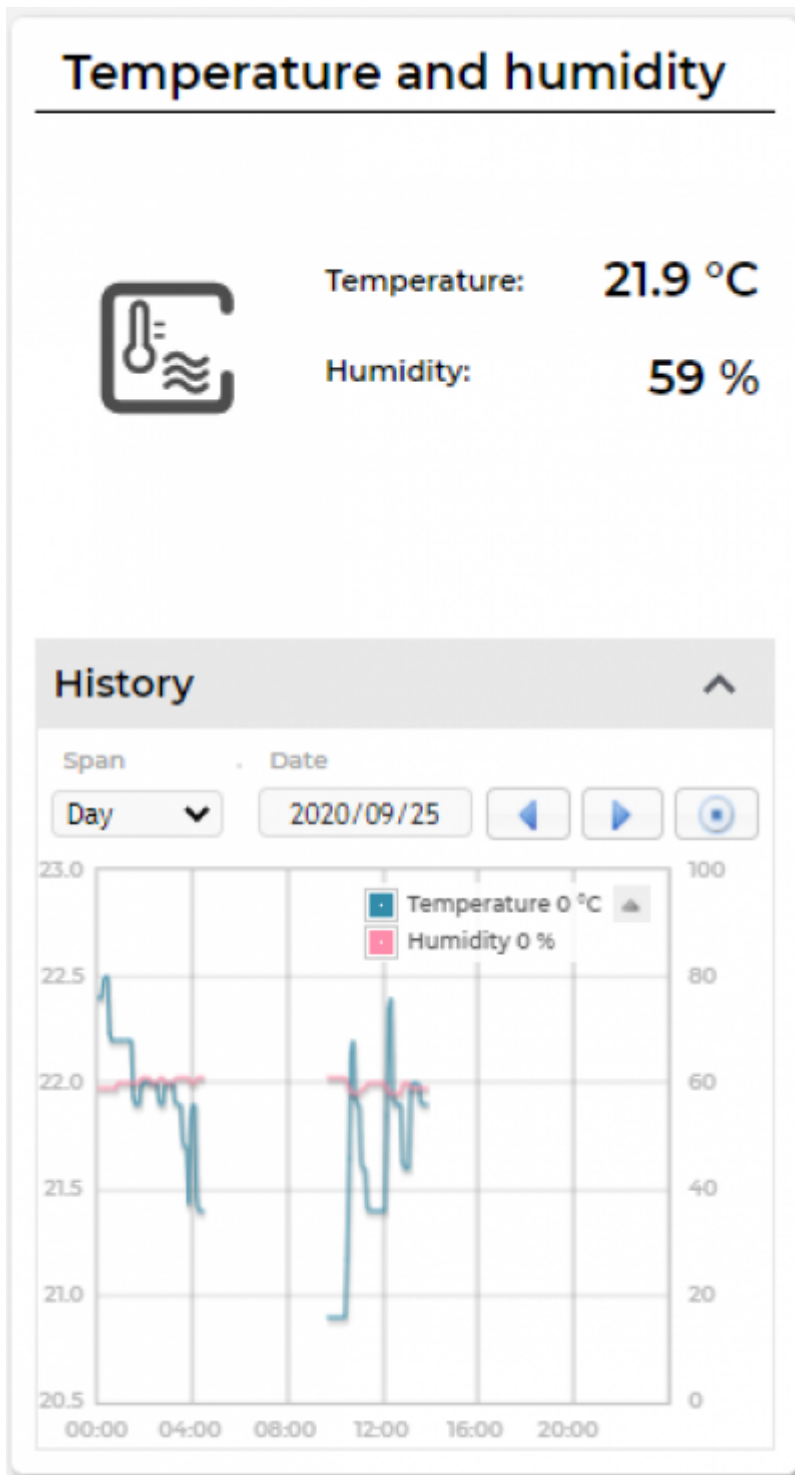 Temperature and humidity
Temperature: 21.9 °C
Humidity: 59 %
History
Span . Date
Day 2020/09/25
23.0 100
Temperature 0 °C
Humidity 0 %
22.5 80
22.0 60
21.5 40
21.0 20
20.5 0
00:00 04:00 08:00 12:00 16:00 20:00